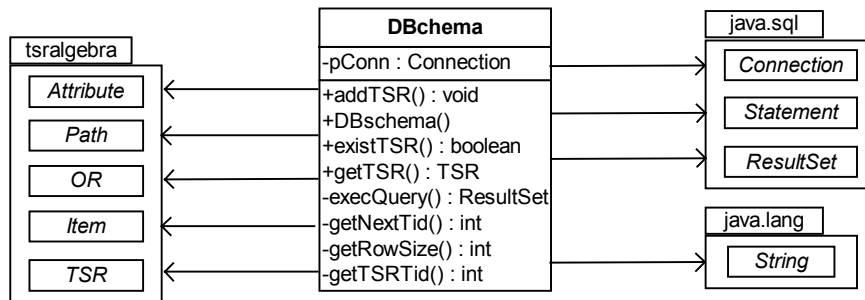 DBchema
-pConn : Connection
+addTSR() : void
+DBschema()
+existTSR() : boolean
+getTSR() : TSR
-execQuery() : ResultSet
-getNextTid() : int
-getRowSize() : int
-getTSRTid() : int
tsralgebra
Attribute
Path
OR
Item
TSR
java.sql
Connection
Statement
ResultSet
java.lang
String